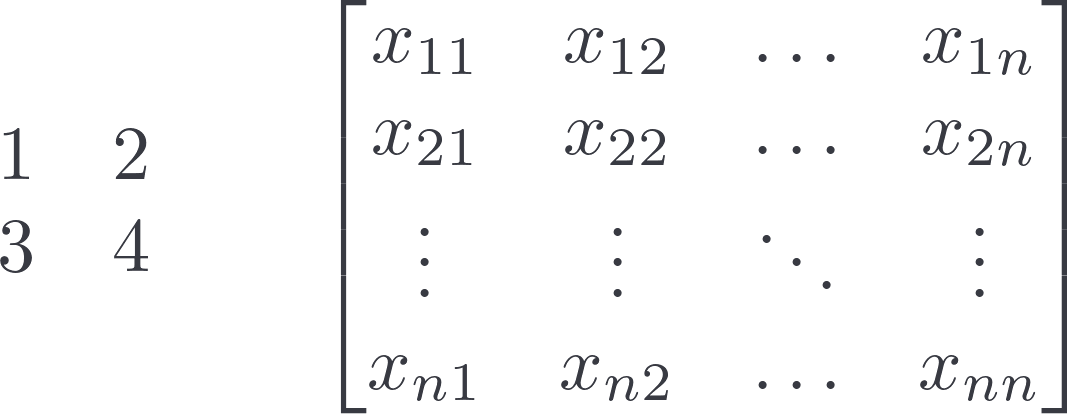 1 2
3 4
x₁₁ x₁₂ … x₁ₙ
x₂₁ x₂₂ … x₂ₙ
⋮ ⋮ ⋱ ⋮
xₙ₁ xₙ₂ … xₙₙ